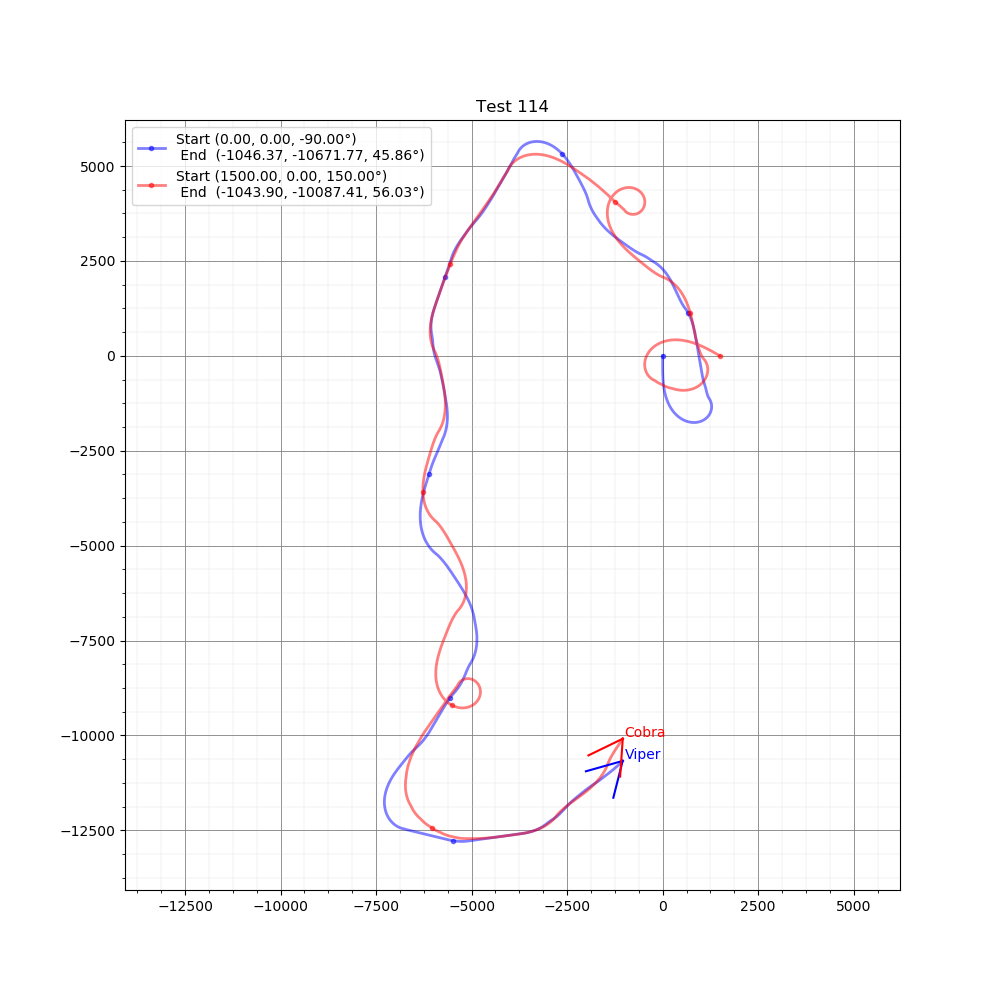 Test 114
Start (0.00, 0.00, -90.00°)
End (-1046.37, -10671.77, 45.86°)
Start (1500.00, 0.00, 150.00°)
End (-1043.90, -10087.41, 56.03°)
5000
2500
0
−2500
−5000
−7500
−10000
−12500
Cobra
Viper
−12500 −10000 −7500 −5000 −2500 0 2500 5000